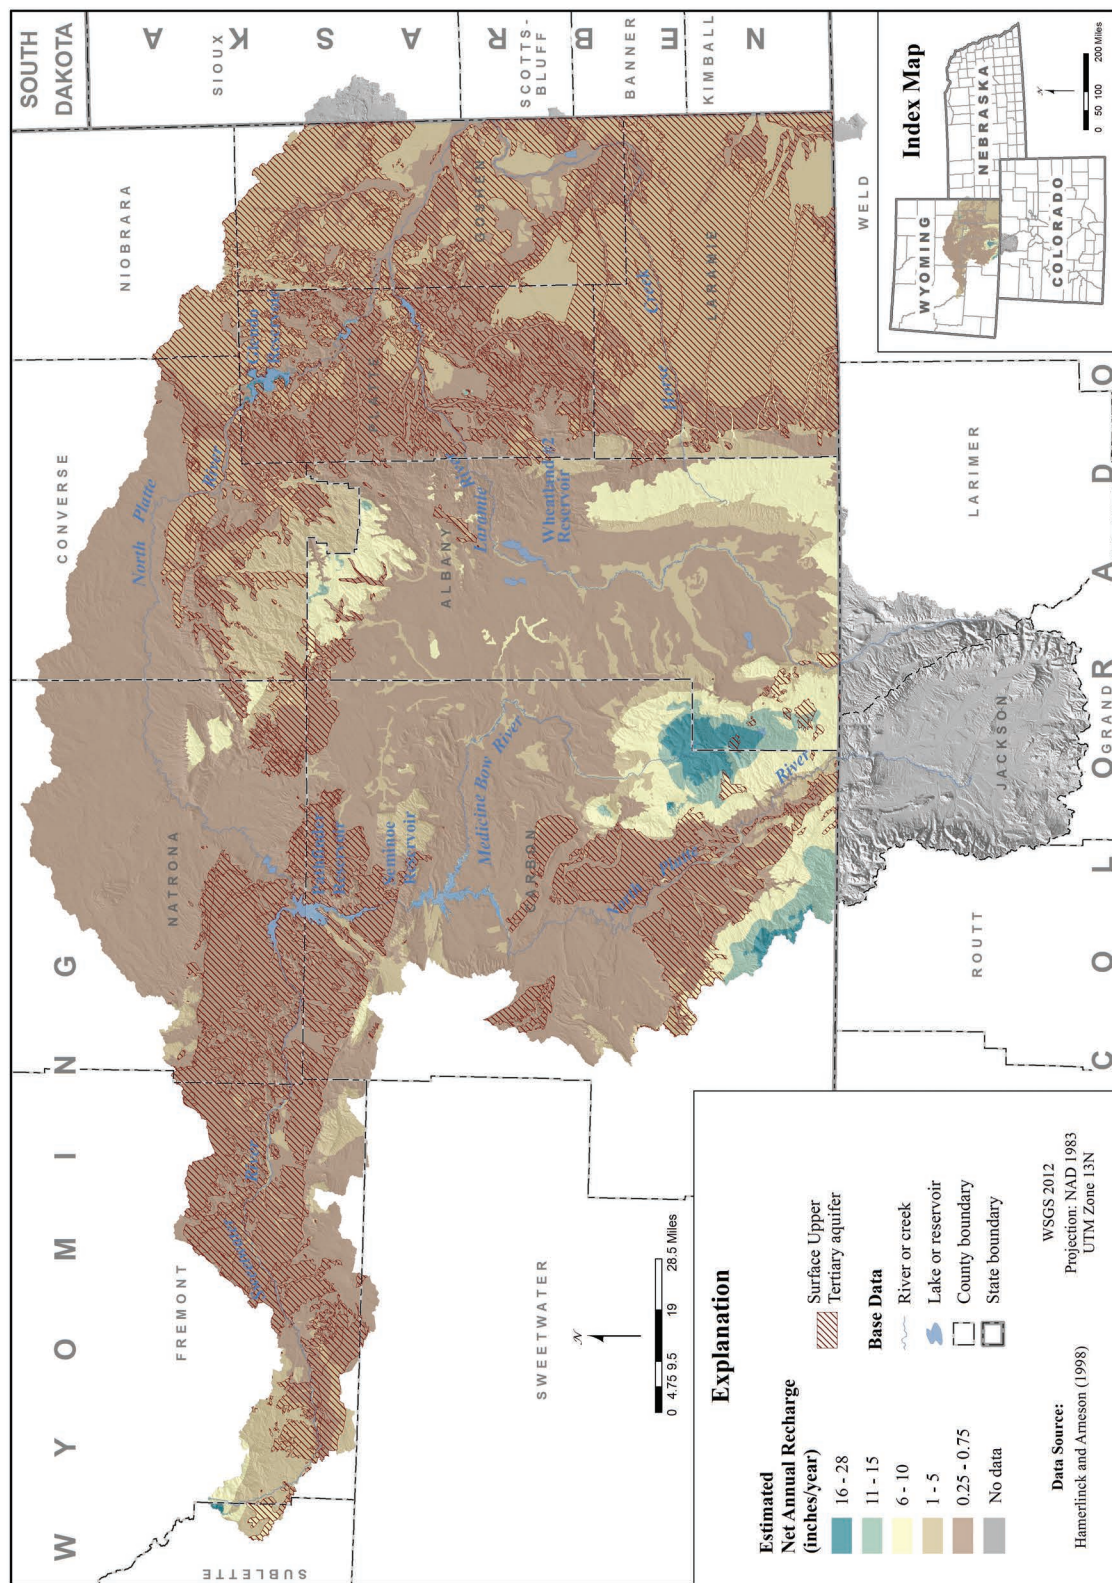 WYOMING
SOUTH
DAKOTA
NEBRASKA
COLORADO
SUBLETTE
FREMONT
NATRONA
CONVERSE
NIOBRARA
SIOUX
SCOTTS-
BLUFF
BANNER
KIMBALL
SWEETWATER
CARBON
ALBANY
PLATTE
GOSHEN
LARAMIE
ROUTT
JACKSON
GRAND
LARIMER
WELD
Sweetwater
River
Pathfinder
Reservoir
Seminoe
Reservoir
Medicine Bow River
North Platte
River
North Platte
River
Glendo
Reservoir
Laramie
River
Wheatland #2
Reservoir
Horse
Creek
0 4.75 9.5 19 28.5 Miles
N
Explanation
Estimated
Net Annual Recharge
(inches/year)
16 - 28
11 - 15
6 - 10
1 - 5
0.25 - 0.75
No data
Surface Upper
Tertiary aquifer
Base Data
River or creek
Lake or reservoir
County boundary
State boundary
Data Source:
Hamerlinck and Arneson (1998)
WSGS 2012
Projection: NAD 1983
UTM Zone 13N
Index Map
WYOMING
NEBRASKA
COLORADO
N
0 50 100 200 Miles